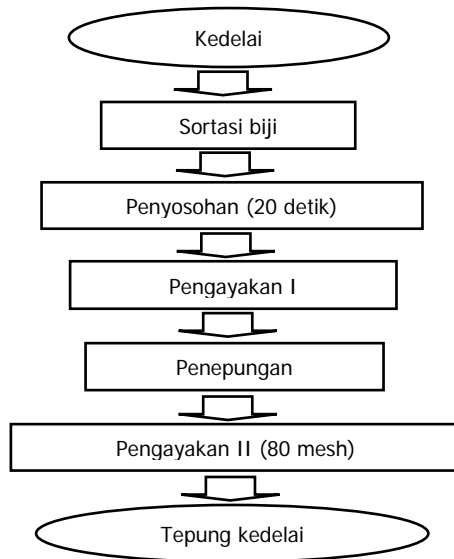 Kedelai
Sortasi biji
Penyosohan (20 detik)
Pengayakan I
Penepungan
Pengayakan II (80 mesh)
Tepung kedelai